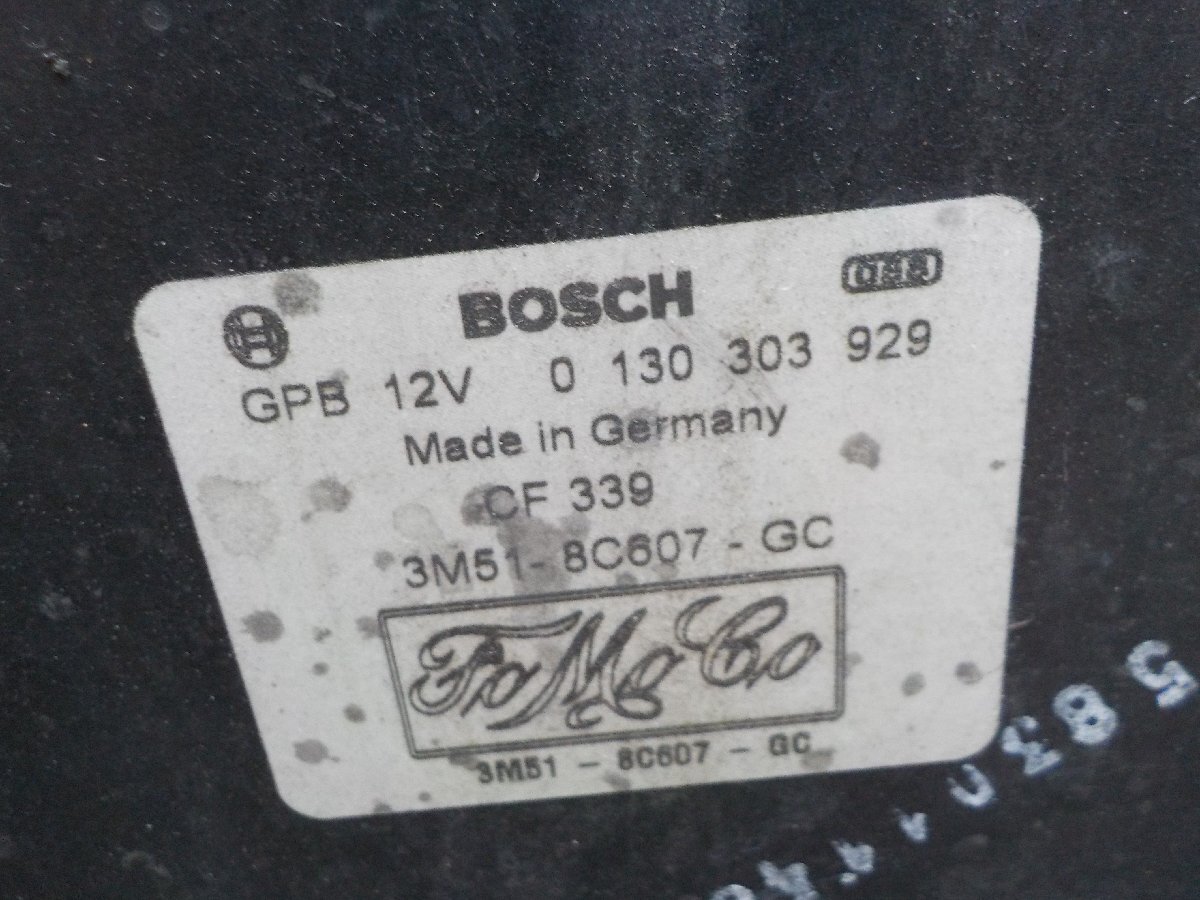 BOSCH
GPB 12V 0 130 303 929
Made in Germany
CF 339
3M51-8C607-GC
FoMoCo
3M51 - 8C607 - GC